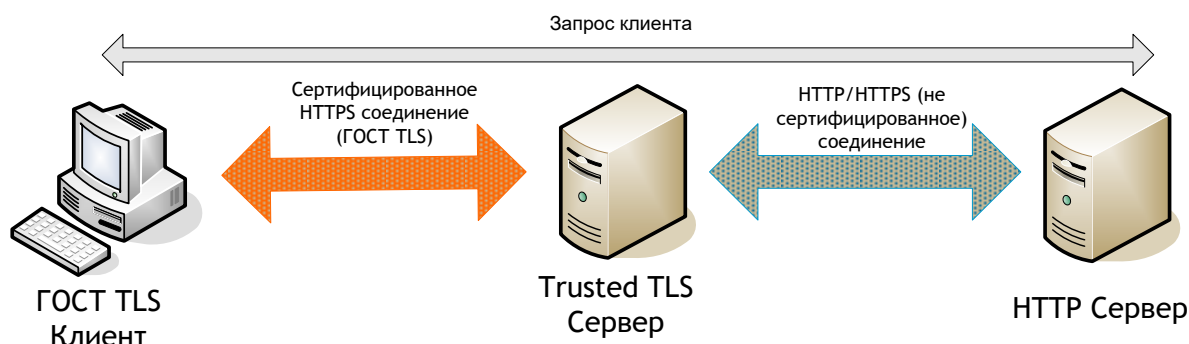 Запрос клиента
Сертифицированное
HTTPS соединение
(ГОСТ TLS)
HTTP/HTTPS (не
сертифицированное)
соединение
ГОСТ TLS
Клиент
Trusted TLS
Сервер
HTTP Сервер